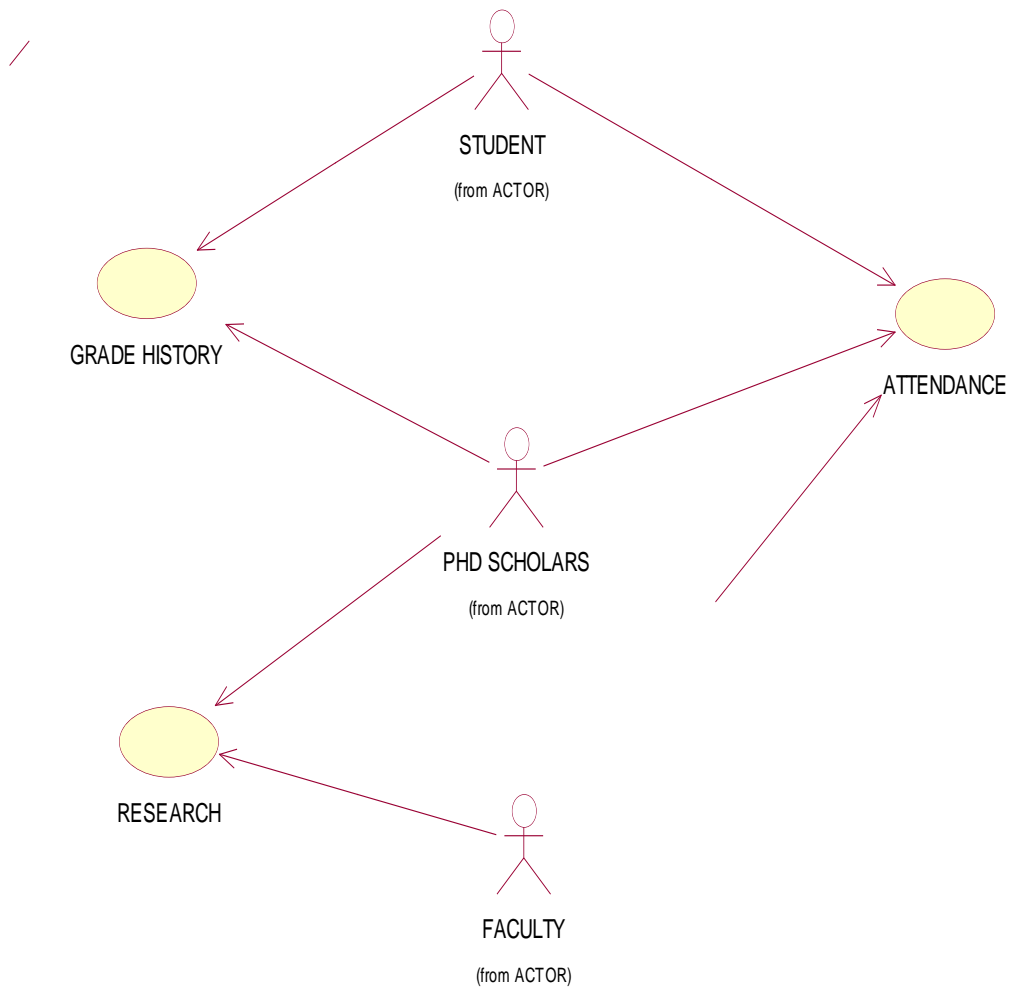 STUDENT
(from ACTOR)
GRADE HISTORY
ATTENDANCE
PHD SCHOLARS
(from ACTOR)
RESEARCH
FACULTY
(from ACTOR)